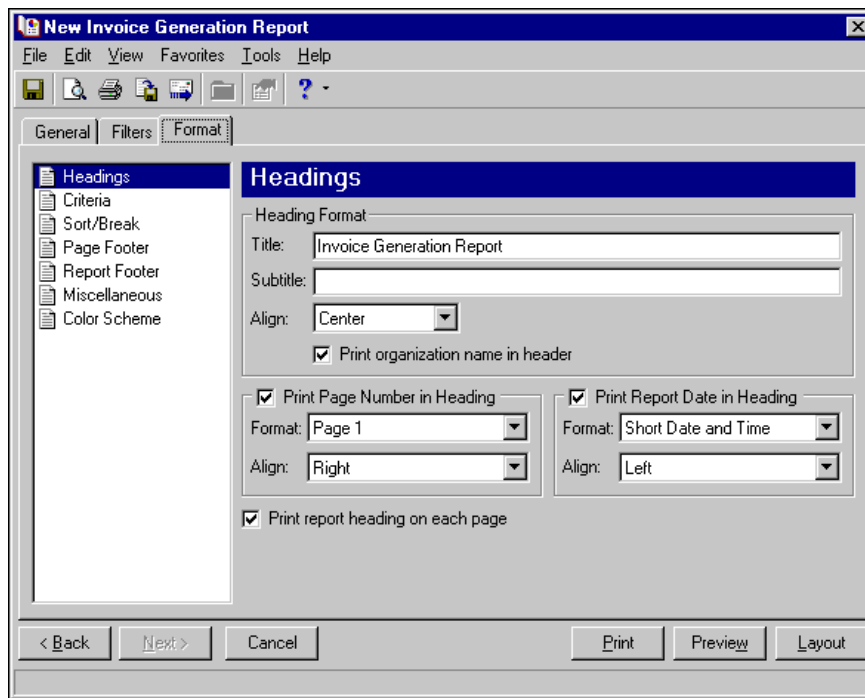 New Invoice Generation Report
File Edit View Favorites Tools Help
General Filters Format
Headings
Criteria
Sort/Break
Page Footer
Report Footer
Miscellaneous
Color Scheme
Headings
Heading Format
Title: Invoice Generation Report
Subtitle:
Align: Center
Print organization name in header
Print Page Number in Heading
Format: Page 1
Align: Right
Print Report Date in Heading
Format: Short Date and Time
Align: Left
Print report heading on each page
< Back Next > Cancel Print Preview Layout